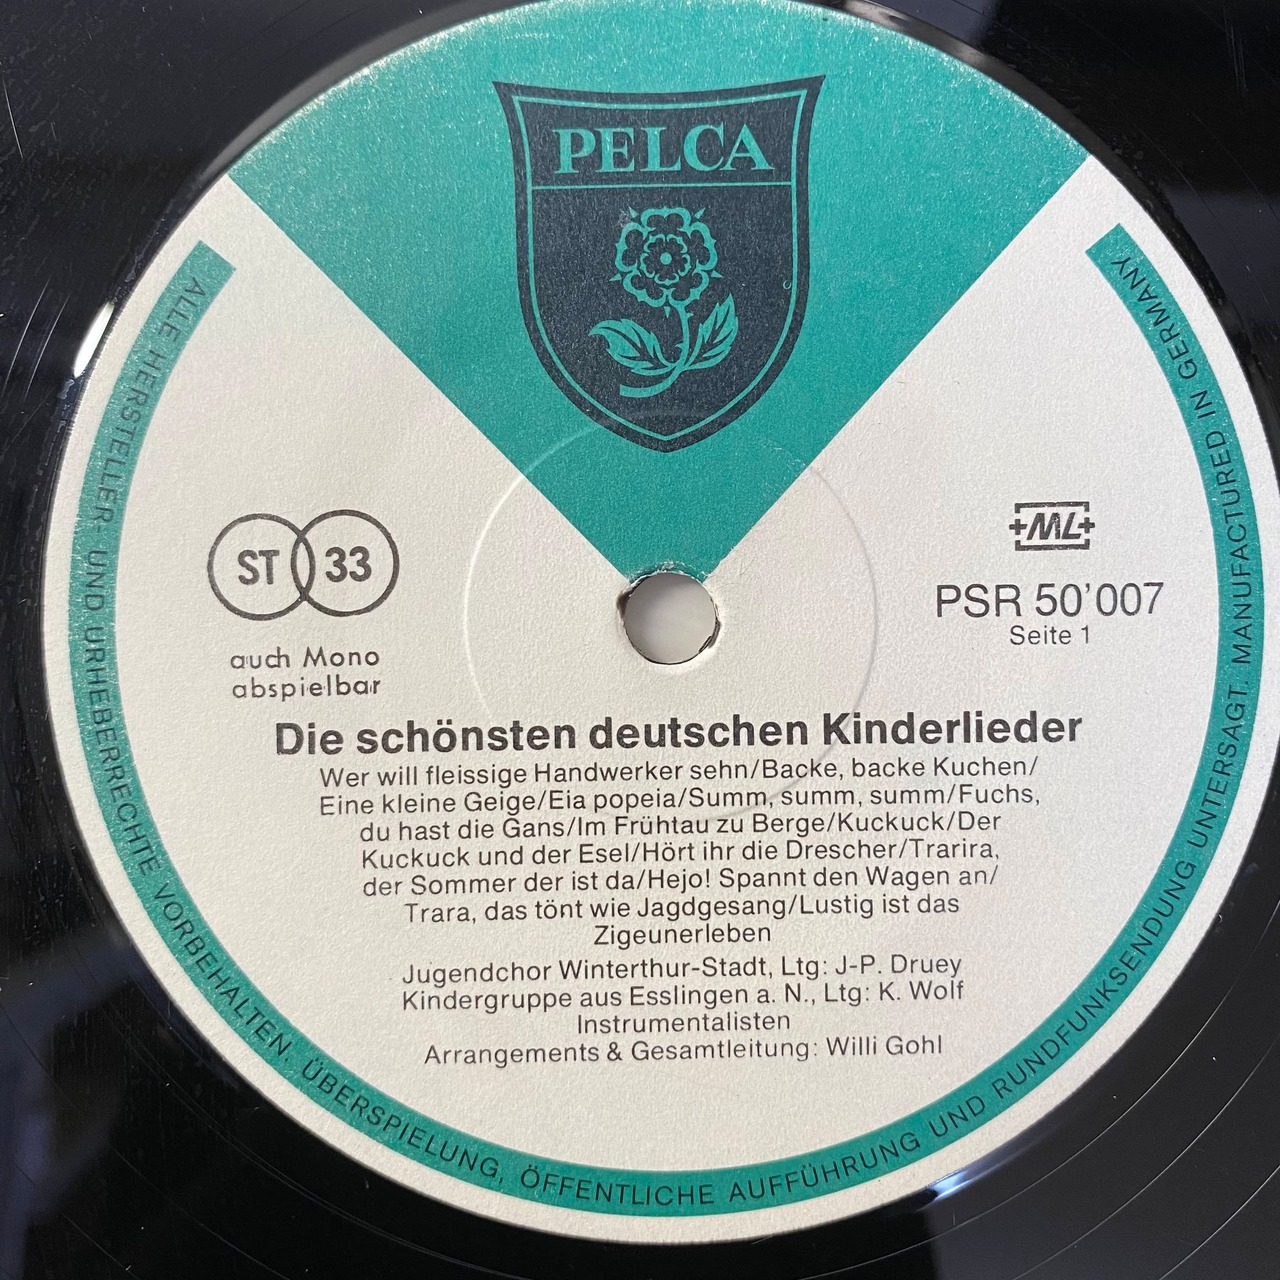 PELCA
ST 33
auch Mono
abspielbar
+ML+
PSR 50'007
Seite 1
Die schönsten deutschen Kinderlieder
Wer will fleissige Handwerker sehn/Backe, backe Kuchen/
Eine kleine Geige/Eia popeia/Summ, summ, summ/Fuchs,
du hast die Gans/Im Frühtau zu Berge/Kuckuck/Der
Kuckuck und der Esel/Hört ihr die Drescher/Trarira,
der Sommer der ist da/Hejo! Spannt den Wagen an/
Trara, das tönt wie Jagdgesang/Lustig ist das
Zigeunerleben
Jugendchor Winterthur-Stadt, Ltg: J-P. Druey
Kindergruppe aus Esslingen a. N., Ltg: K. Wolf
Instrumentalisten
Arrangements & Gesamtleitung: Willi Gohl
ALLE HERSTELLER UND URHEBERRECHTE VORBEHALTEN. ÜBERSPIELUNG, ÖFFENTLICHE AUFFÜHRUNG UND RUNDFUNKSENDUNG UNTERSAGT. MANUFACTURED IN GERMANY